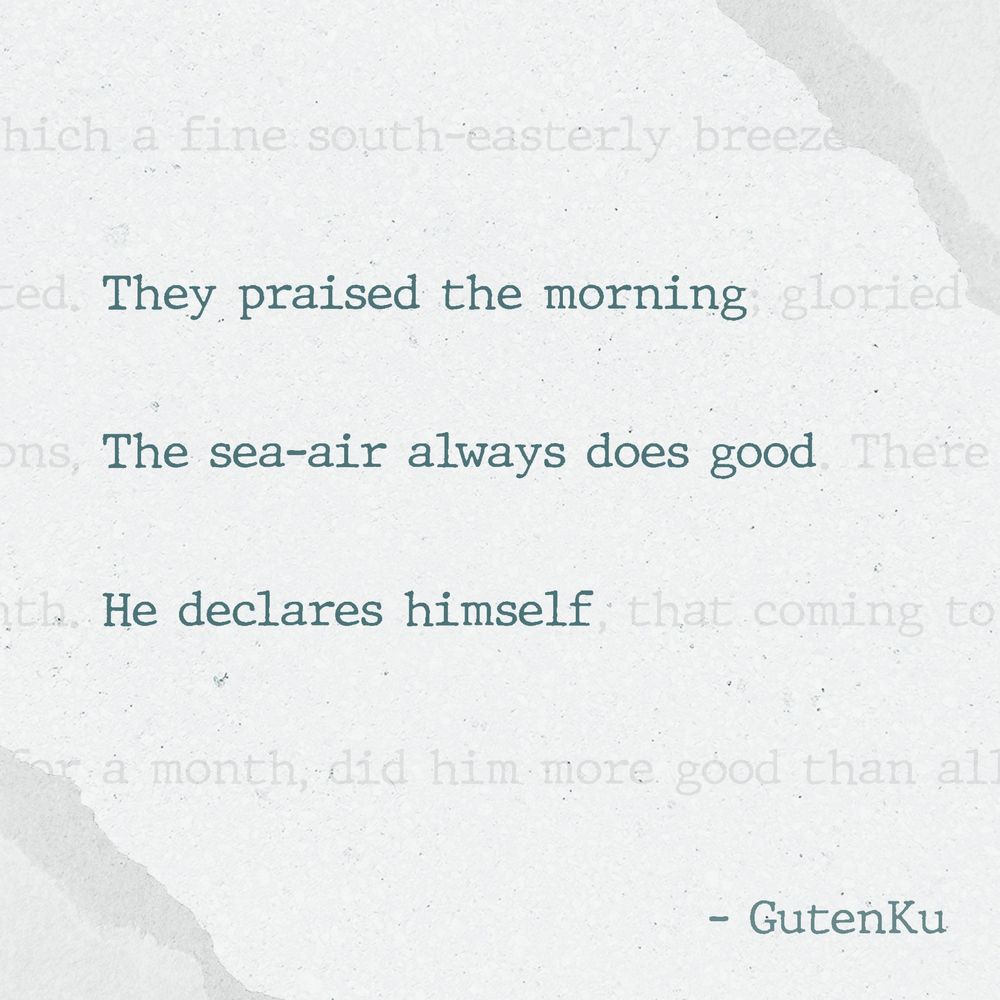 hich a fine south-easterly breeze
ted. They praised the morning; gloried
ons, The sea-air always does good. There
nth. He declares himself; that coming to
for a month, did him more good than all
- GutenKu